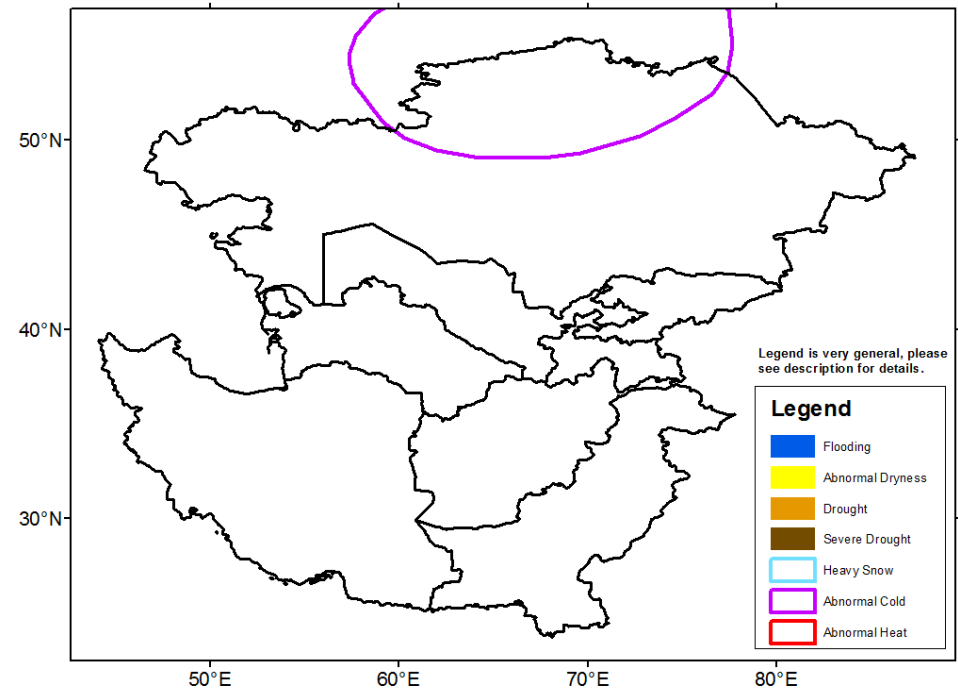 50°N
40°N
30°N
50°E
60°E
70°E
80°E
Legend is very general, please
see description for details.
Legend
Flooding
Abnormal Dryness
Drought
Severe Drought
Heavy Snow
Abnormal Cold
Abnormal Heat